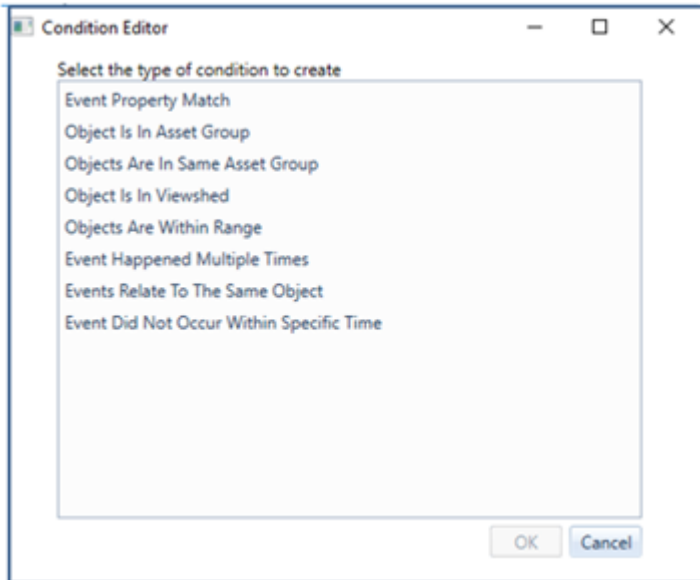 Condition Editor
Select the type of condition to create
Event Property Match
Object Is In Asset Group
Objects Are In Same Asset Group
Object Is In Viewshed
Objects Are Within Range
Event Happened Multiple Times
Events Relate To The Same Object
Event Did Not Occur Within Specific Time
OK Cancel